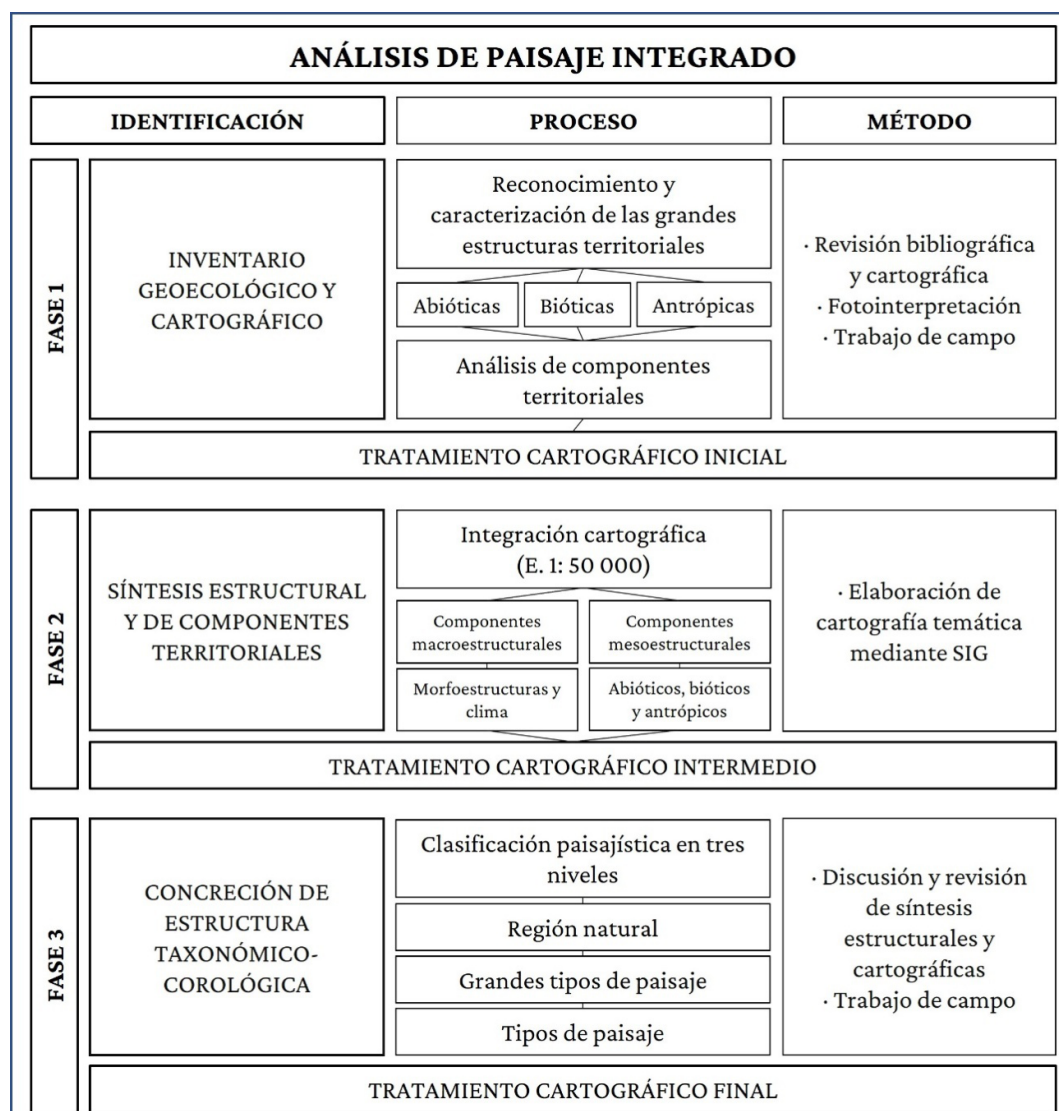 ANÁLISIS DE PAISAJE INTEGRADO
IDENTIFICACIÓN
PROCESO
MÉTODO
FASE 1
INVENTARIO
GEOECOLÓGICO Y
CARTOGRÁFICO
Reconocimiento y
caracterización de las grandes
estructuras territoriales
Abióticas
Bióticas
Antrópicas
Análisis de componentes
territoriales
· Revisión bibliográfica
y cartográfica
· Fotointerpretación
· Trabajo de campo
TRATAMIENTO CARTOGRÁFICO INICIAL
FASE 2
SÍNTESIS ESTRUCTURAL
Y DE COMPONENTES
TERRITORIALES
Integración cartográfica
(E. 1: 50 000)
Componentes
macroestructurales
Componentes
mesoestructurales
Morfoestructuras y
clima
Abióticos, bióticos
y antrópicos
· Elaboración de
cartografía temática
mediante SIG
TRATAMIENTO CARTOGRÁFICO INTERMEDIO
FASE 3
CONCRECIÓN DE
ESTRUCTURA
TAXONÓMICO-
COROLÓGICA
Clasificación paisajística en tres
niveles
Región natural
Grandes tipos de paisaje
Tipos de paisaje
· Discusión y revisión
de síntesis
estructurales y
cartográficas
· Trabajo de campo
TRATAMIENTO CARTOGRÁFICO FINAL